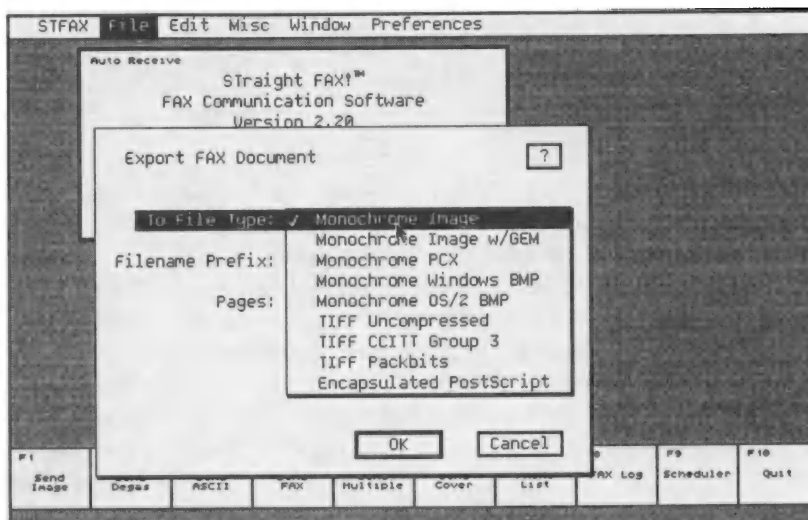 STFAX File Edit Misc Window Preferences
Auto Receive
STraight FAX!™
FAX Communication Software
Version 2.20
Export FAX Document
?
To File Type: ✓ Monochrome Image
Monochrome Image w/GEM
Filename Prefix: Monochrome PCX
Monochrome Windows BMP
Pages: Monochrome OS/2 BMP
TIFF Uncompressed
TIFF CCITT Group 3
TIFF Packbits
Encapsulated PostScript
OK Cancel
F1 F9 F10
Send Image
Degas
ASCII
FAX
Multiple
Cover
List
FAX Log
Scheduler
Quit